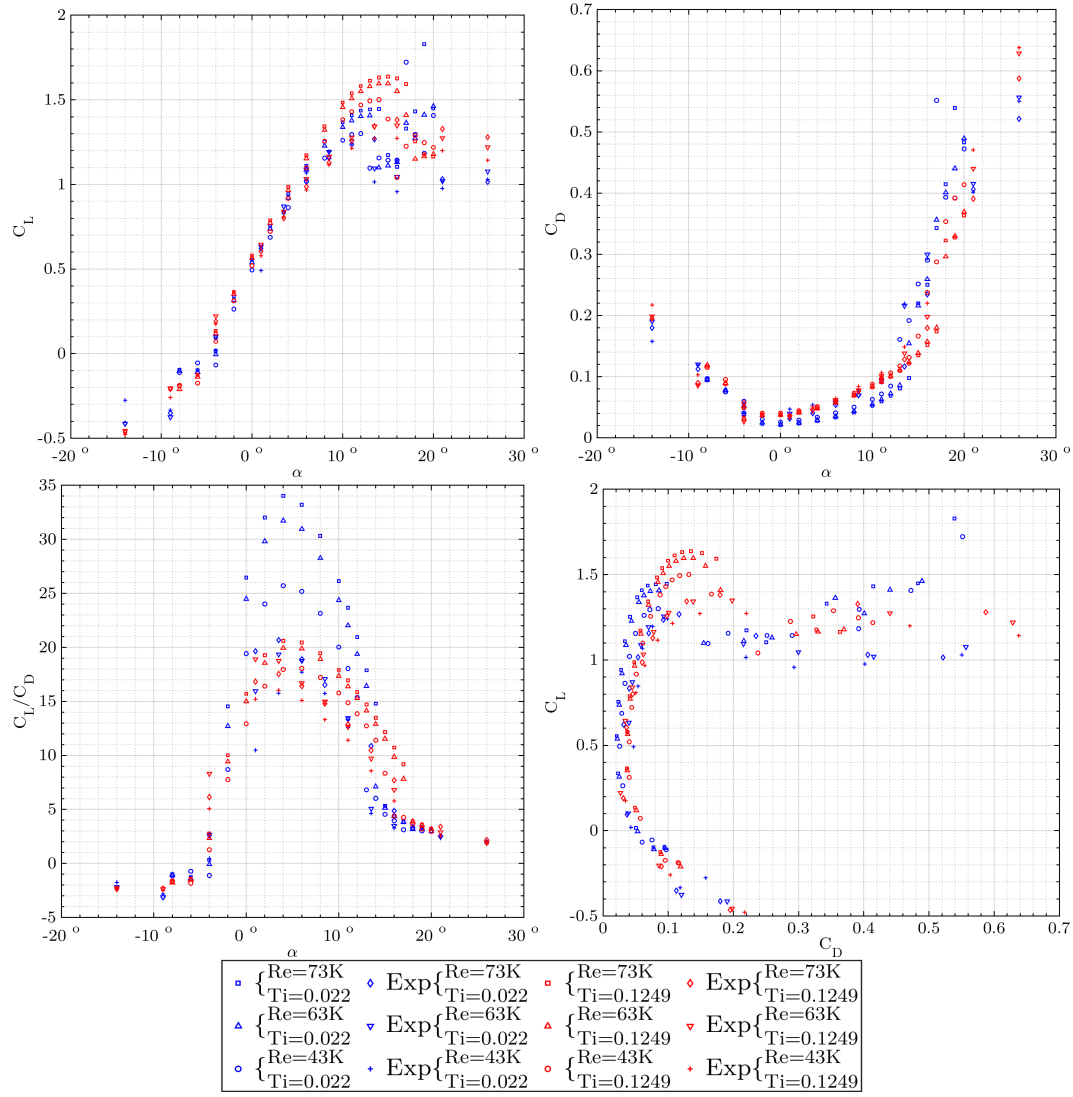 2
1.5
1
0.5
0
-0.5
C_L
-20 º
-10 º
0 º
10 º
20 º
30 º
α
0.7
0.6
0.5
0.4
0.3
0.2
0.1
0
C_D
-20 º
-10 º
0 º
10 º
20 º
30 º
α
35
30
25
20
15
10
5
0
-5
C_L/C_D
-20 º
-10 º
0 º
10 º
20 º
30 º
α
2
1.5
1
0.5
0
-0.5
C_L
0
0.1
0.2
0.3
0.4
0.5
0.6
0.7
C_D
{Re=73K
Ti=0.022
Exp{Re=73K
Ti=0.022
{Re=73K
Ti=0.1249
Exp{Re=73K
Ti=0.1249
{Re=63K
Ti=0.022
Exp{Re=63K
Ti=0.022
{Re=63K
Ti=0.1249
Exp{Re=63K
Ti=0.1249
{Re=43K
Ti=0.022
Exp{Re=43K
Ti=0.022
{Re=43K
Ti=0.1249
Exp{Re=43K
Ti=0.1249